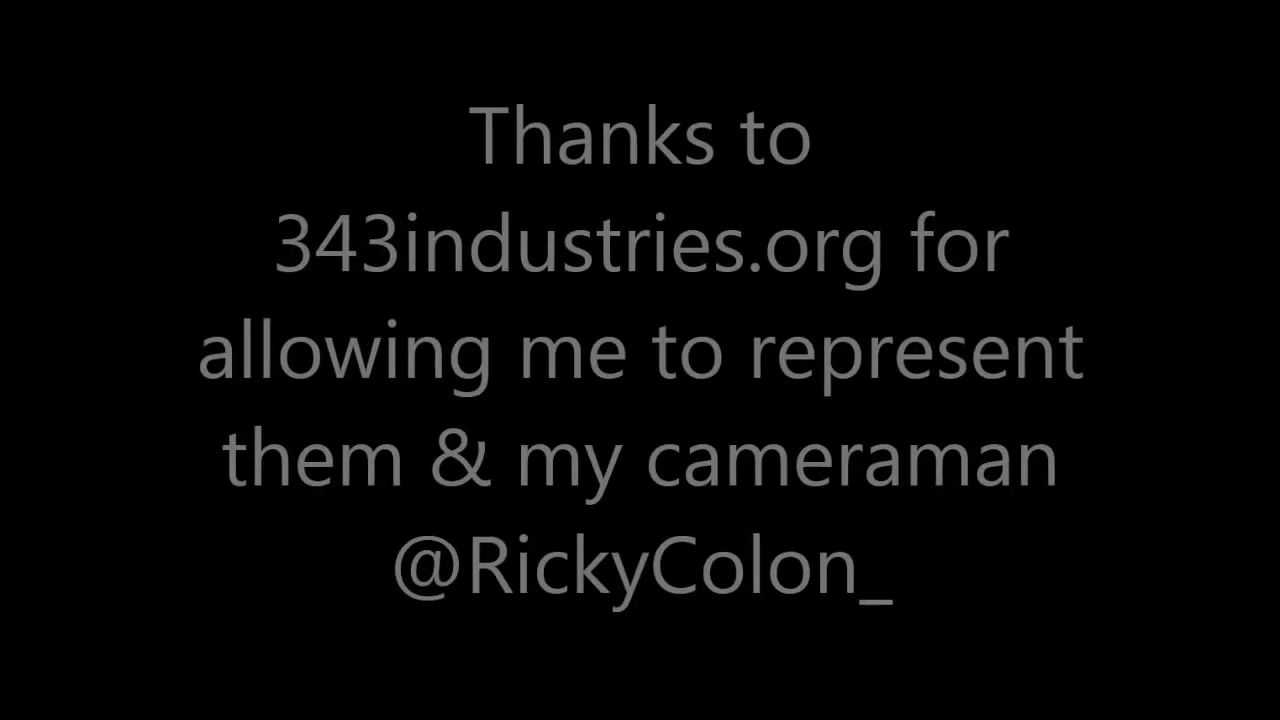 Thanks to
343industries.org for
allowing me to represent
them & my cameraman
@RickyColon_